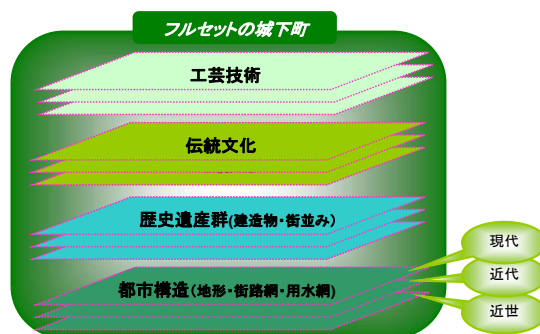 フルセットの城下町
工芸技術
伝統文化
歴史遺産群(建造物・街並み）
都市構造（地形・街路網・用水網)
現代
近代
近世